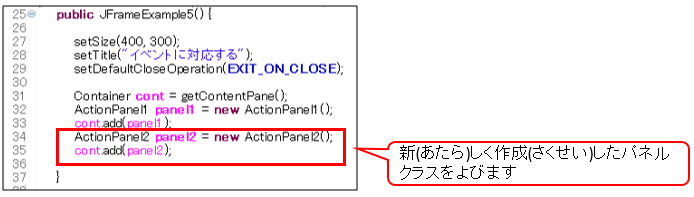 25 public JFrameExample5() {
26
27 setSize(400, 300);
28 setTitle("イベントに対応する");
29 setDefaultCloseOperation(EXIT_ON_CLOSE);
30
31 Container cont = getContentPane();
32 ActionPanel1 panel1 = new ActionPanel1();
33 cont.add(panel1);
34 ActionPanel2 panel2 = new ActionPanel2();
35 cont.add(panel2);
36
37 }
新(あたら)しく作成(さくせい)したパネル
クラスをよびます